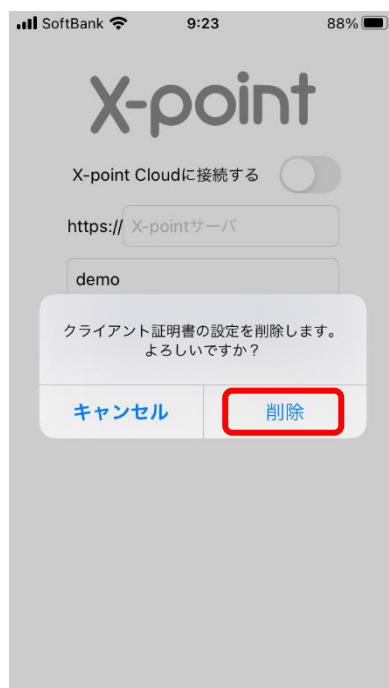 SoftBank 9:23 88%
X-point
X-point Cloudに接続する
https:// X-pointサーバ
demo
クライアント証明書の設定を削除します。
よろしいですか？
キャンセル 削除